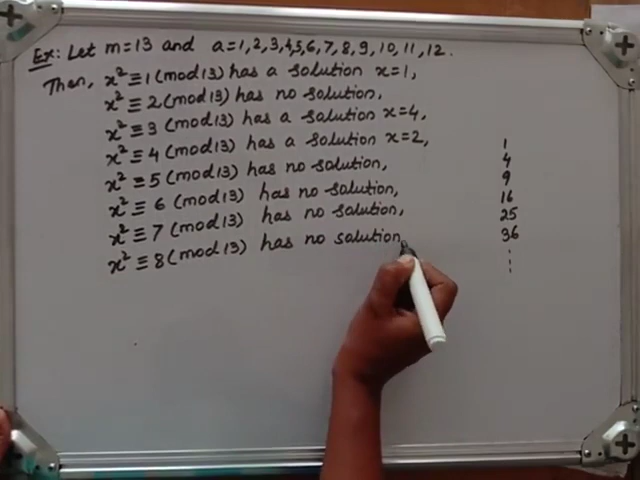 Ex: Let m=13 and a=1,2,3,4,5,6,7,8,9,10,11,12.
Then, x² ≡ 1 (mod 13) has a solution x=1,
x² ≡ 2 (mod 13) has no solution,
x² ≡ 3 (mod 13) has a solution x=4,
x² ≡ 4 (mod 13) has a solution x=2,
x² ≡ 5 (mod 13) has no solution,
x² ≡ 6 (mod 13) has no solution,
x² ≡ 7 (mod 13) has no solution,
x² ≡ 8 (mod 13) has no solution,
1
4
9
16
25
36
⋮